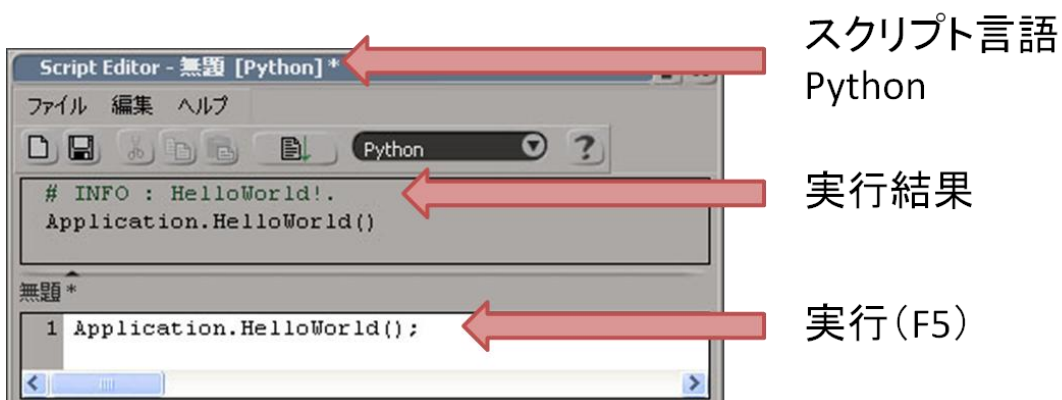 スクリプト言語
Python
Script Editor - 無題 [Python] *
ファイル 編集 ヘルプ
Python
?
# INFO : HelloWorld!.
Application.HelloWorld()
実行結果
無題 *
1 Application.HelloWorld();
実行(F5)